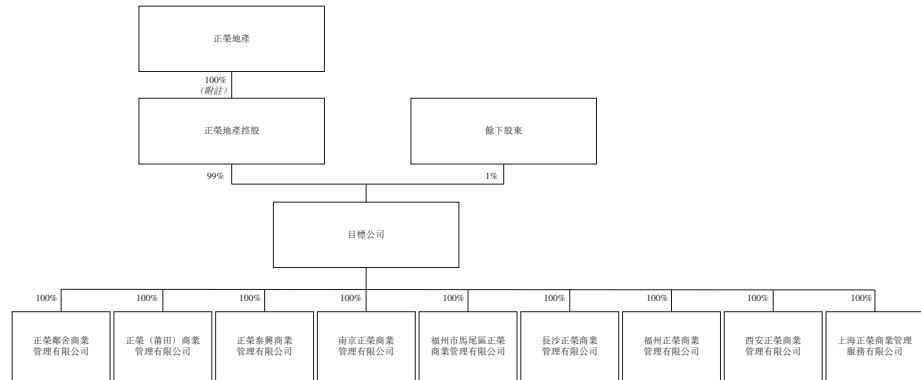 正榮地產
100%
(附註)
正榮地產控股
餘下股東
99%
1%
目標公司
100%
100%
100%
100%
100%
100%
100%
100%
100%
正榮鄰舍商業
管理有限公司
正榮（莆田）商業
管理有限公司
正榮泰興商業
管理有限公司
南京正榮商業
管理有限公司
福州市馬尾區正榮
商業管理有限公司
長沙正榮商業
管理有限公司
福州正榮商業
管理有限公司
西安正榮商業
管理有限公司
上海正榮商業管理
服務有限公司